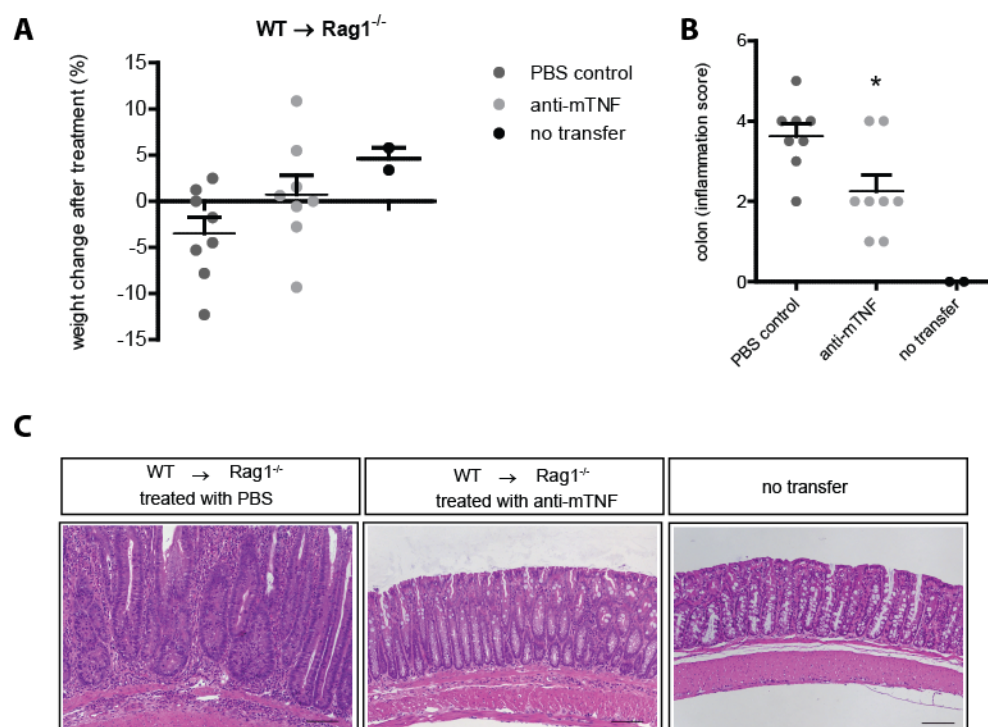 A
WT → Rag1-/-
weight change after treatment (%)
15
10
5
0
-5
-10
-15
PBS control
anti-mTNF
no transfer
B
colon (inflammation score)
6
4
2
0
*
PBS control
anti-mTNF
no transfer
C
WT → Rag1-/-
treated with PBS
WT → Rag1-/-
treated with anti-mTNF
no transfer